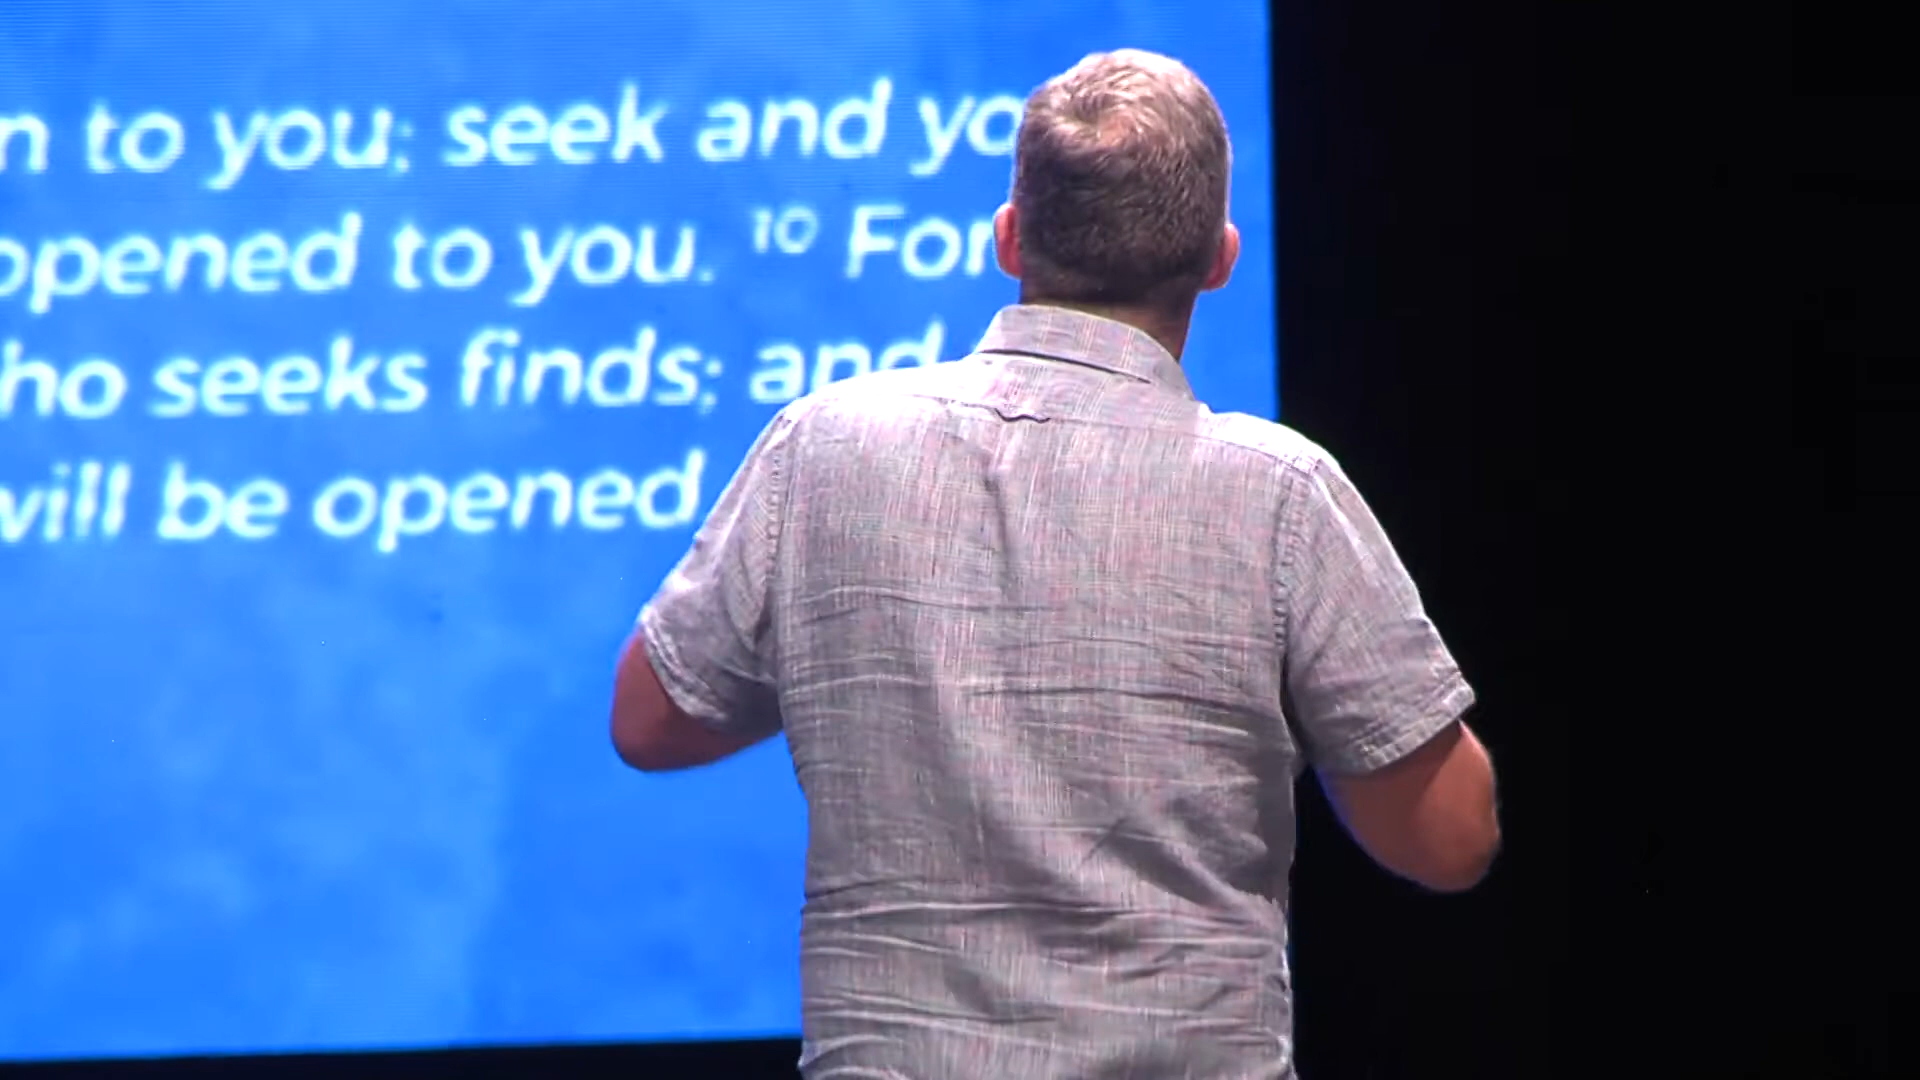 n to you; seek and yo
opened to you. 10 For
ho seeks finds; and
will be opened